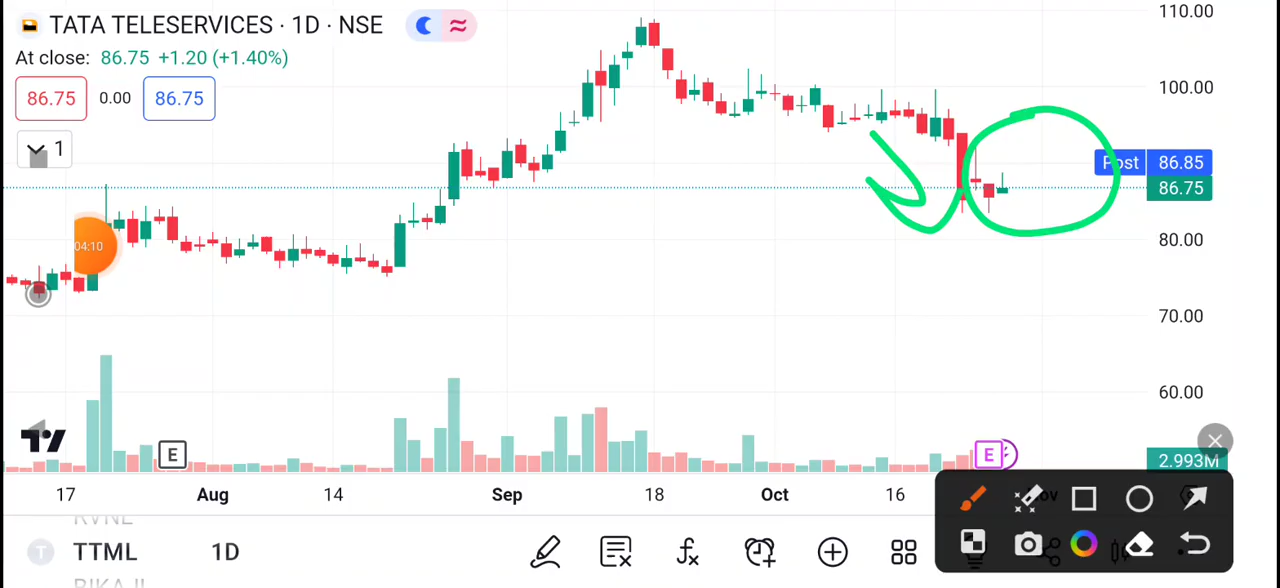 TATA TELESERVICES · 1D · NSE
At close: 86.75 +1.20 (+1.40%)
86.75 0.00 86.75
1
110.00
100.00
Post 86.85
86.75
80.00
70.00
60.00
04:10
E
E
2.993M
17 Aug 14 Sep 18 Oct 16
TTML 1D